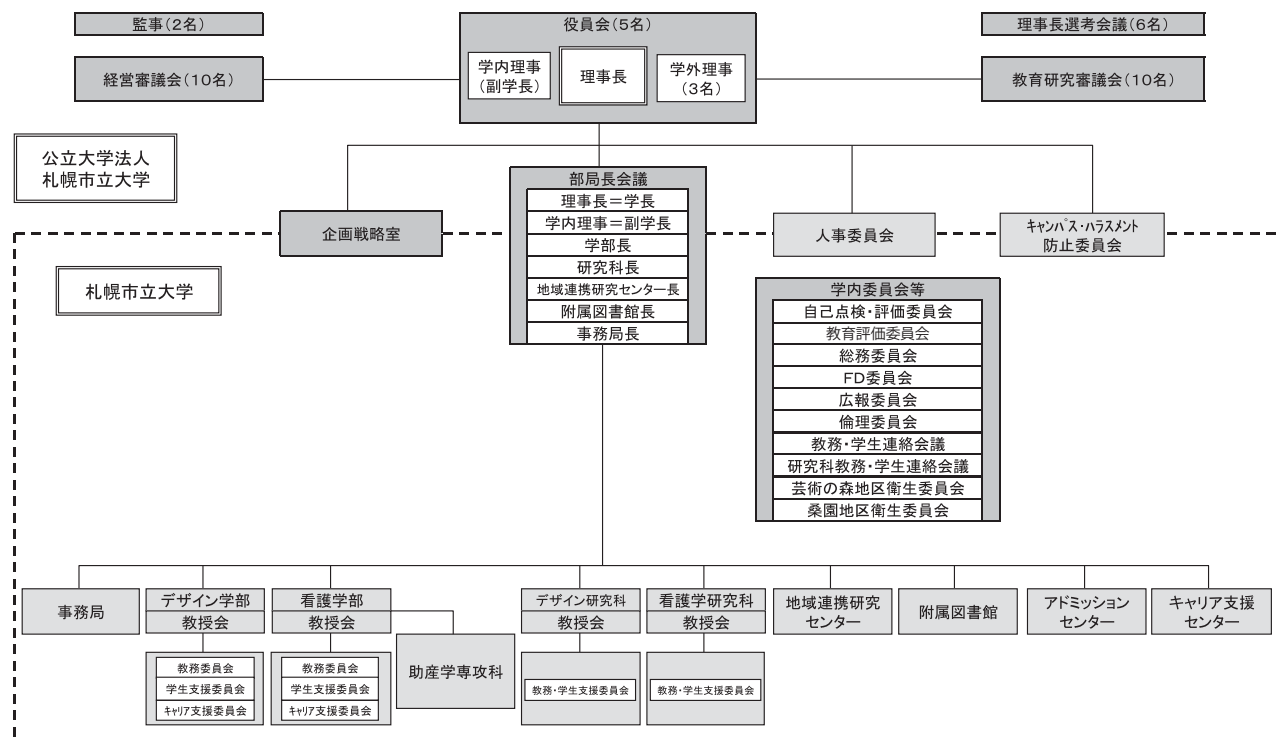 監事(2名)
役員会(5名)
理事長選考会議(6名)
経営審議会(10名)
学内理事
(副学長)
理事長
学外理事
(3名)
教育研究審議会(10名)
公立大学法人
札幌市立大学
部局長会議
理事長=学長
学内理事=副学長
学部長
研究科長
地域連携研究センター長
附属図書館長
事務局長
企画戦略室
人事委員会
キャンパス・ハラスメント
防止委員会
札幌市立大学
学内委員会等
自己点検・評価委員会
教育評価委員会
総務委員会
FD委員会
広報委員会
倫理委員会
教務・学生連絡会議
研究科教務・学生連絡会議
芸術の森地区衛生委員会
桑園地区衛生委員会
事務局
デザイン学部
教授会
教務委員会
学生支援委員会
キャリア支援委員会
看護学部
教授会
教務委員会
学生支援委員会
キャリア支援委員会
助産学専攻科
デザイン研究科
教授会
教務・学生支援委員会
看護学研究科
教授会
教務・学生支援委員会
地域連携研究
センター
附属図書館
アドミッション
センター
キャリア支援
センター